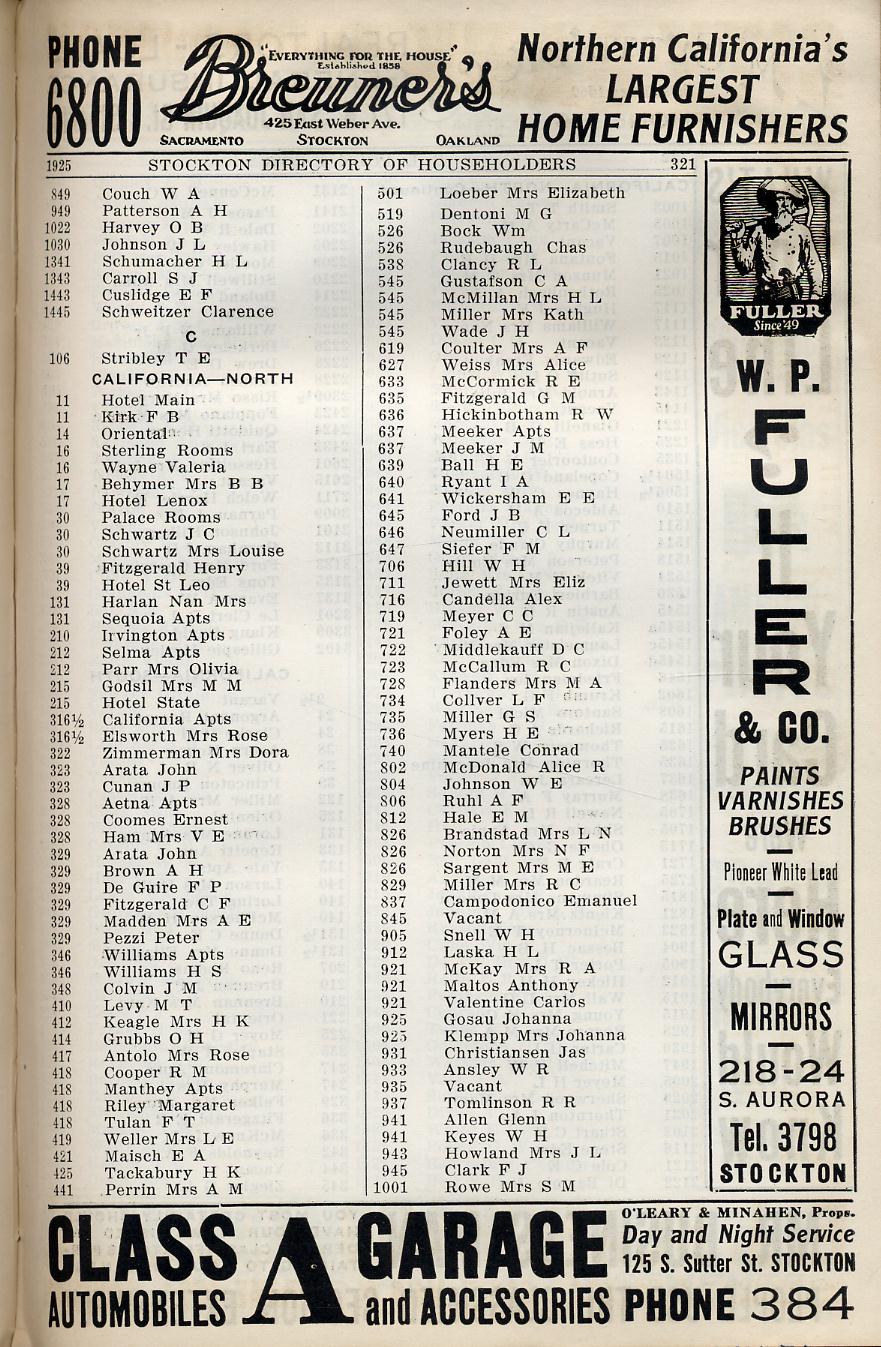 PHONE
6800
"EVERYTHING FOR THE HOUSE"
Established 1858
Breuner's
425 East Weber Ave.
SACRAMENTO STOCKTON OAKLAND
Northern California's
LARGEST
HOME FURNISHERS
1925 STOCKTON DIRECTORY OF HOUSEHOLDERS 321
849 Couch W A
949 Patterson A H
1022 Harvey O B
1030 Johnson J L
1341 Schumacher H L
1343 Carroll S J
1443 Cuslidge E F
1445 Schweitzer Clarence
C
106 Stribley T E
CALIFORNIA—NORTH
11 Hotel Main
11 Kirk F B
14 Oriental
16 Sterling Rooms
16 Wayne Valeria
17 Behymer Mrs B B
17 Hotel Lenox
30 Palace Rooms
30 Schwartz J C
30 Schwartz Mrs Louise
39 Fitzgerald Henry
39 Hotel St Leo
131 Harlan Nan Mrs
131 Sequoia Apts
210 Irvington Apts
212 Selma Apts
212 Parr Mrs Olivia
215 Godsil Mrs M M
215 Hotel State
316½ California Apts
316½ Elsworth Mrs Rose
322 Zimmerman Mrs Dora
323 Arata John
323 Cunan J P
328 Aetna Apts
328 Coomes Ernest
328 Ham Mrs V E
329 Arata John
329 Brown A H
329 De Guire F P
329 Fitzgerald C F
329 Madden Mrs A E
329 Pezzi Peter
346 Williams Apts
346 Williams H S
348 Colvin J M
410 Levy M T
412 Keagle Mrs H K
414 Grubbs O H
417 Antolo Mrs Rose
418 Cooper R M
418 Manthey Apts
418 Riley Margaret
418 Tulan F T
419 Weller Mrs L E
421 Maisch E A
425 Tackabury H K
441 Perrin Mrs A M
501 Loeber Mrs Elizabeth
519 Dentoni M G
526 Bock Wm
526 Rudebaugh Chas
538 Clancy R L
545 Gustafson C A
545 McMillan Mrs H L
545 Miller Mrs Kath
545 Wade J H
619 Coulter Mrs A F
627 Weiss Mrs Alice
633 McCormick R E
635 Fitzgerald G M
636 Hickinbotham R W
637 Meeker Apts
637 Meeker J M
639 Ball H E
640 Ryant I A
641 Wickersham E E
645 Ford J B
646 Neumiller C L
647 Siefer F M
706 Hill W H
711 Jewett Mrs Eliz
716 Candella Alex
719 Meyer C C
721 Foley A E
722 Middlekauff D C
723 McCallum R C
728 Flanders Mrs M A
734 Collver L F
735 Miller G S
736 Myers H E
740 Mantele Conrad
802 McDonald Alice R
804 Johnson W E
806 Ruhl A F
812 Hale E M
826 Brandstad Mrs L N
826 Norton Mrs N F
826 Sargent Mrs M E
829 Miller Mrs R C
837 Campodonico Emanuel
845 Vacant
905 Snell W H
912 Laska H L
921 McKay Mrs R A
921 Maltos Anthony
921 Valentine Carlos
925 Gosau Johanna
925 Klempp Mrs Johanna
931 Christiansen Jas
933 Ansley W R
935 Vacant
937 Tomlinson R R
941 Allen Glenn
941 Keyes W H
943 Howland Mrs J L
945 Clark F J
1001 Rowe Mrs S M
FULLER
Since '49
W. P.
FULLER
& CO.
PAINTS
VARNISHES
BRUSHES
Pioneer White Lead
Plate and Window
GLASS
MIRRORS
218-24
S. AURORA
Tel. 3798
STOCKTON
CLASS A GARAGE
AUTOMOBILES and ACCESSORIES
O'LEARY & MINAHEN, Props.
Day and Night Service
125 S. Sutter St. STOCKTON
PHONE 384